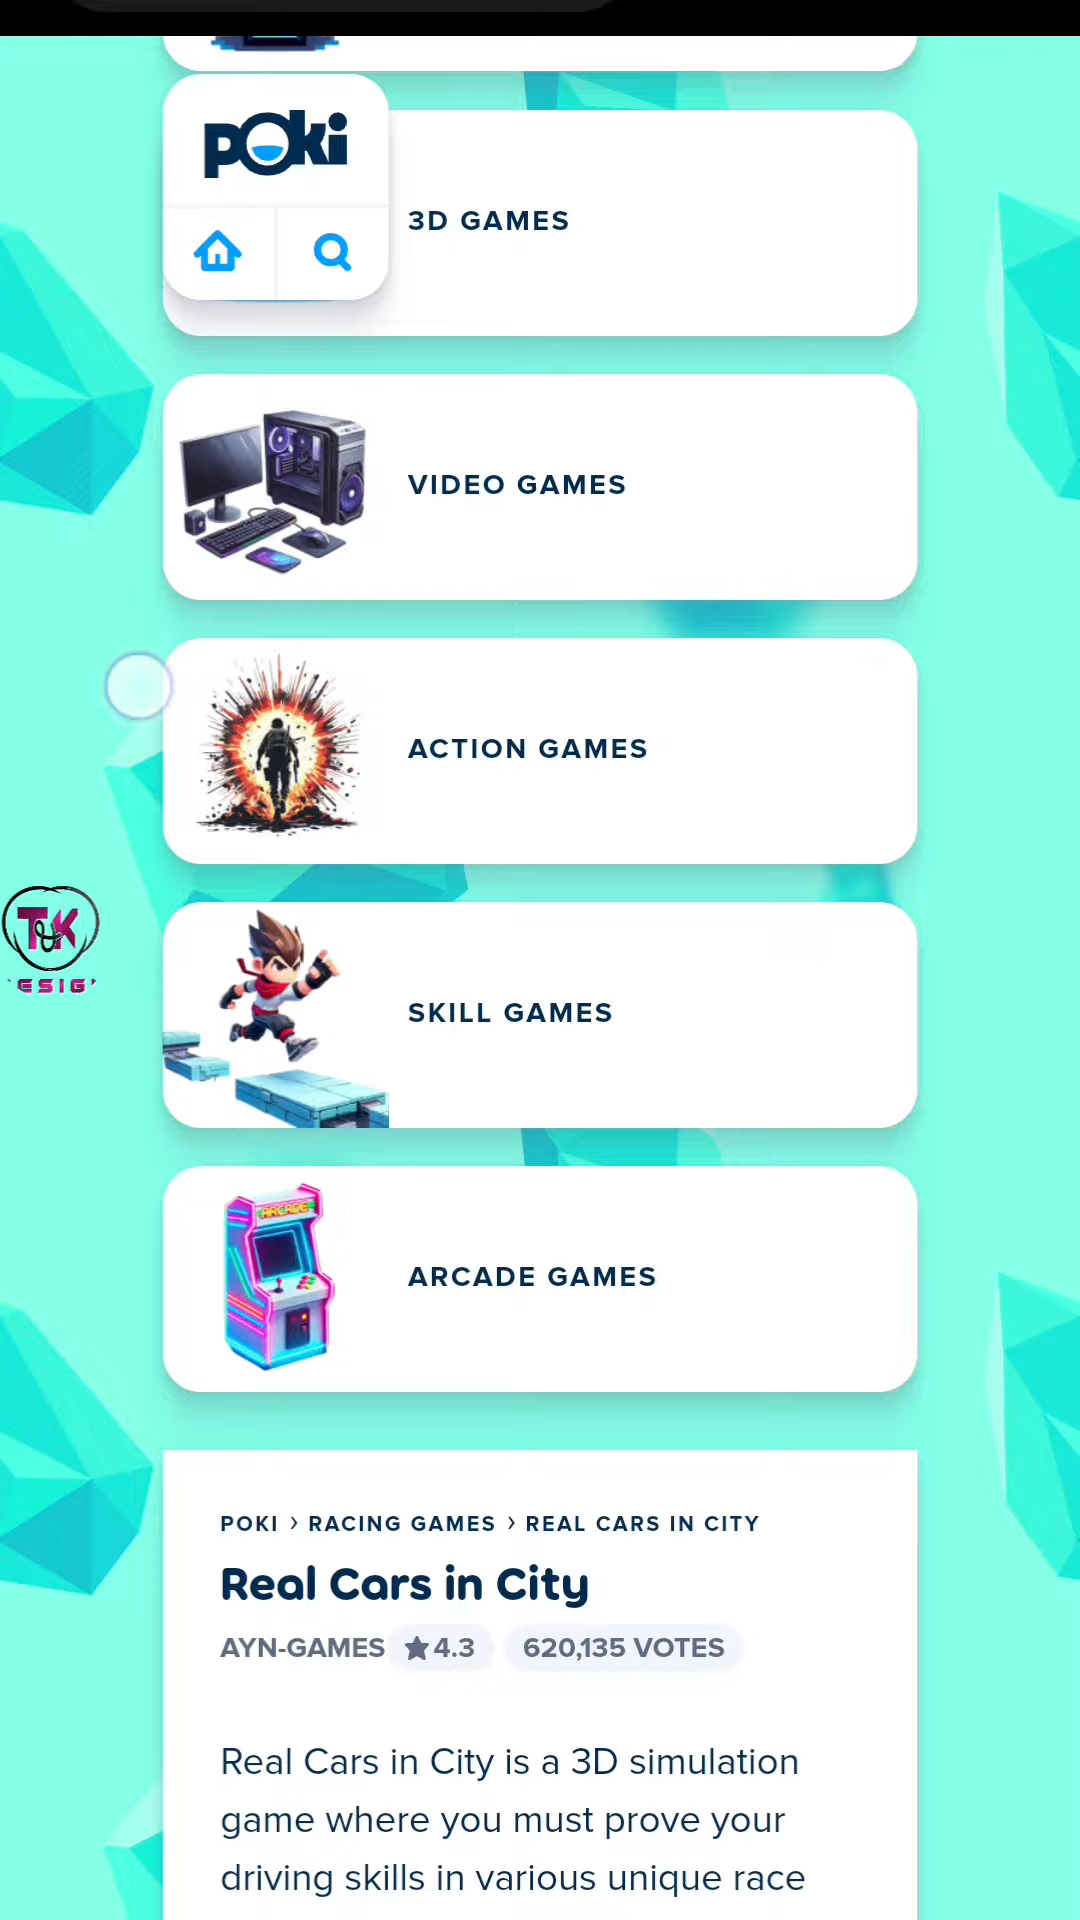 poki
3D GAMES
VIDEO GAMES
ACTION GAMES
SKILL GAMES
ARCADE
ARCADE GAMES
POKI › RACING GAMES › REAL CARS IN CITY
Real Cars in City
AYN-GAMES ★ 4.3 620,135 VOTES
Real Cars in City is a 3D simulation
game where you must prove your
driving skills in various unique race